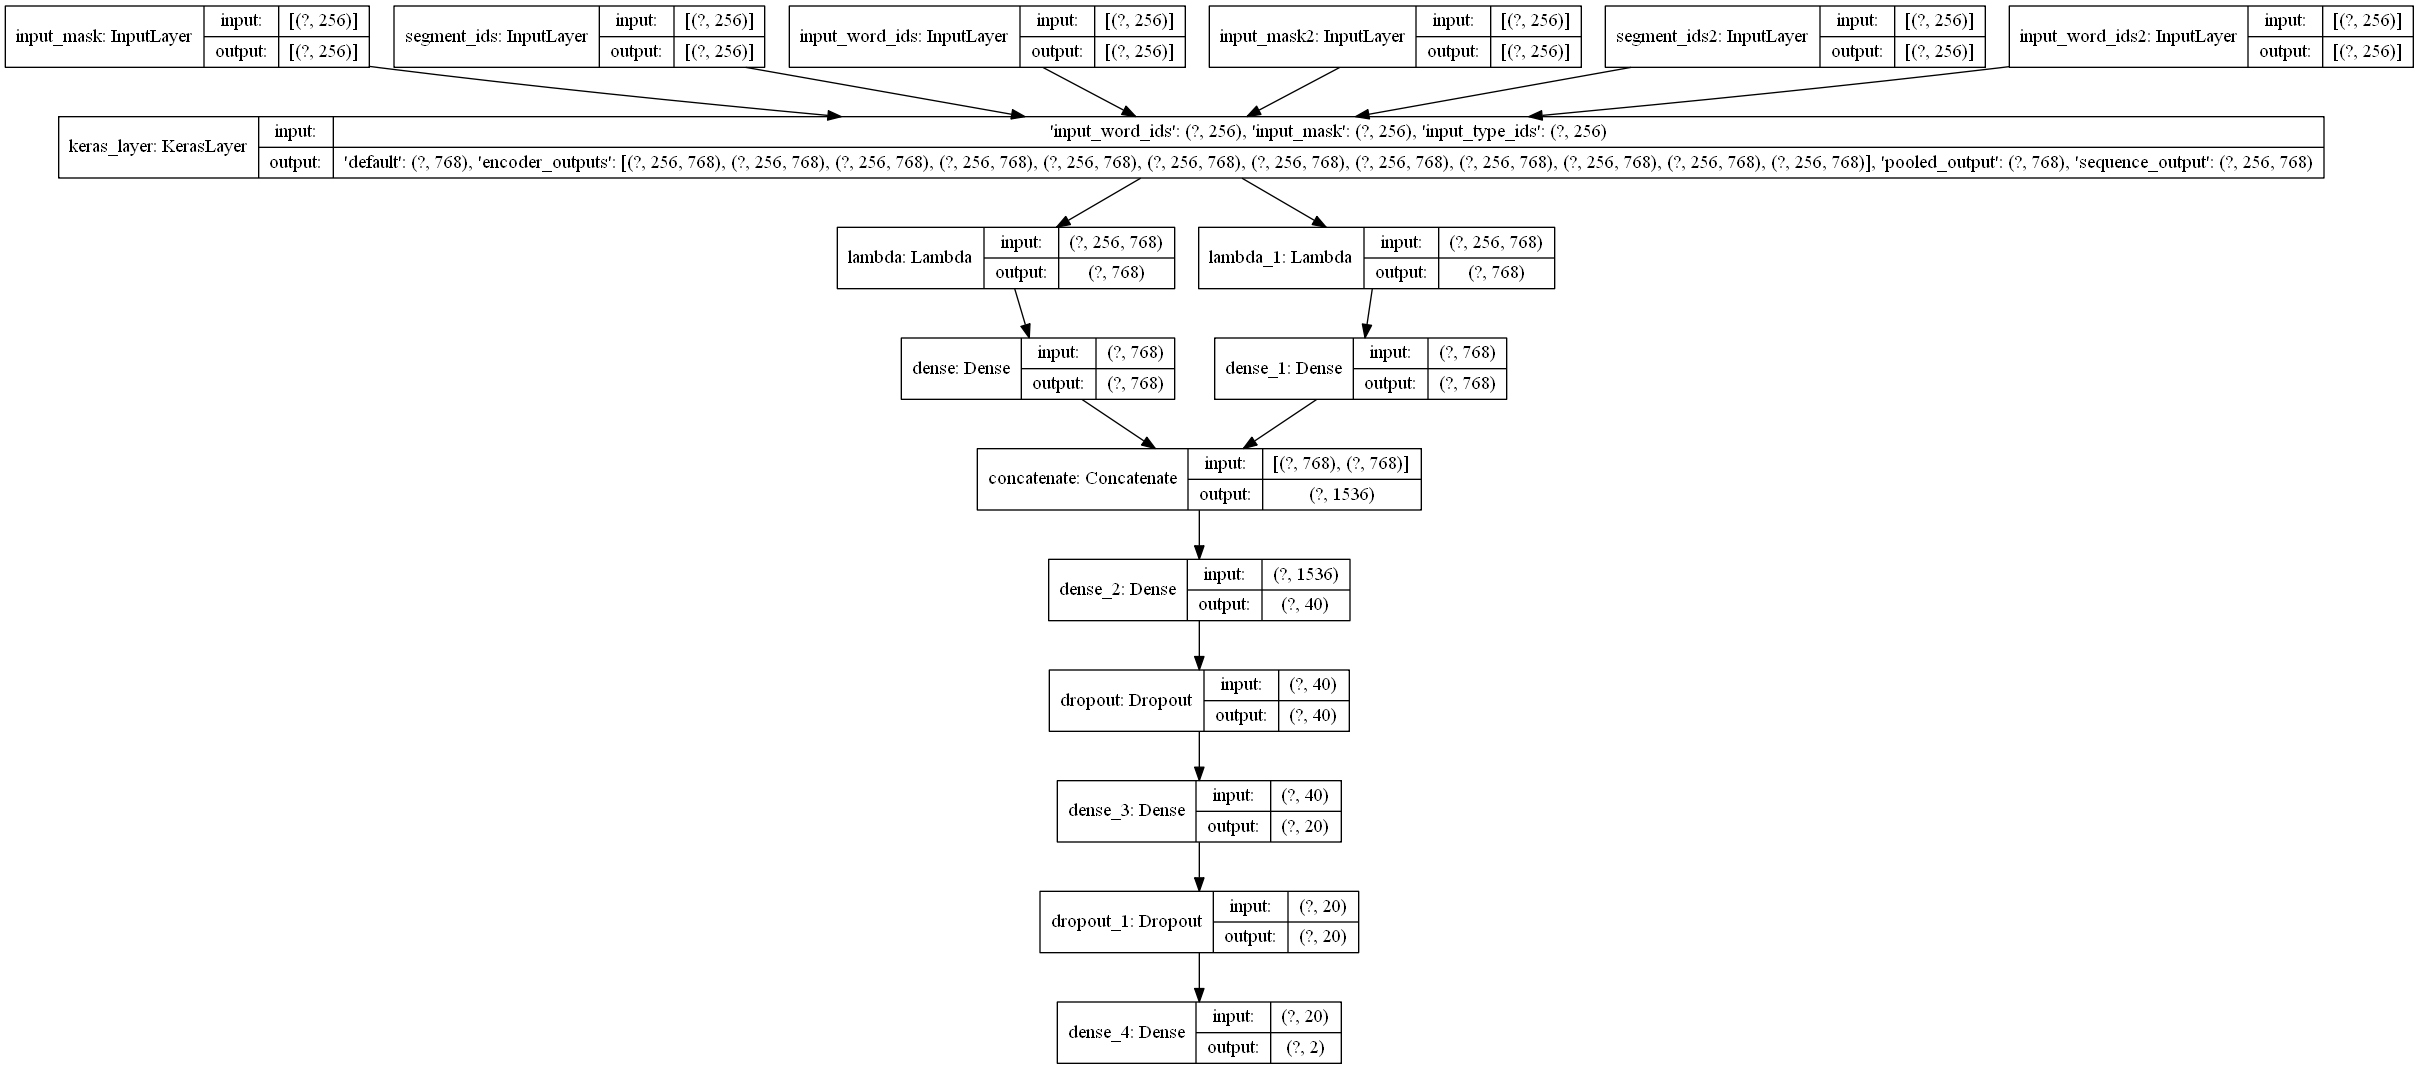 input_mask: InputLayer input: [(?, 256)] output: [(?, 256)]
segment_ids: InputLayer input: [(?, 256)] output: [(?, 256)]
input_word_ids: InputLayer input: [(?, 256)] output: [(?, 256)]
input_mask2: InputLayer input: [(?, 256)] output: [(?, 256)]
segment_ids2: InputLayer input: [(?, 256)] output: [(?, 256)]
input_word_ids2: InputLayer input: [(?, 256)] output: [(?, 256)]
keras_layer: KerasLayer
input: 'input_word_ids': (?, 256), 'input_mask': (?, 256), 'input_type_ids': (?, 256)
output: 'default': (?, 768), 'encoder_outputs': [(?, 256, 768), (?, 256, 768), (?, 256, 768), (?, 256, 768), (?, 256, 768), (?, 256, 768), (?, 256, 768), (?, 256, 768), (?, 256, 768), (?, 256, 768), (?, 256, 768), (?, 256, 768)], 'pooled_output': (?, 768), 'sequence_output': (?, 256, 768)
lambda: Lambda input: (?, 256, 768) output: (?, 768)
lambda_1: Lambda input: (?, 256, 768) output: (?, 768)
dense: Dense input: (?, 768) output: (?, 768)
dense_1: Dense input: (?, 768) output: (?, 768)
concatenate: Concatenate input: [(?, 768), (?, 768)] output: (?, 1536)
dense_2: Dense input: (?, 1536) output: (?, 40)
dropout: Dropout input: (?, 40) output: (?, 40)
dense_3: Dense input: (?, 40) output: (?, 20)
dropout_1: Dropout input: (?, 20) output: (?, 20)
dense_4: Dense input: (?, 20) output: (?, 2)